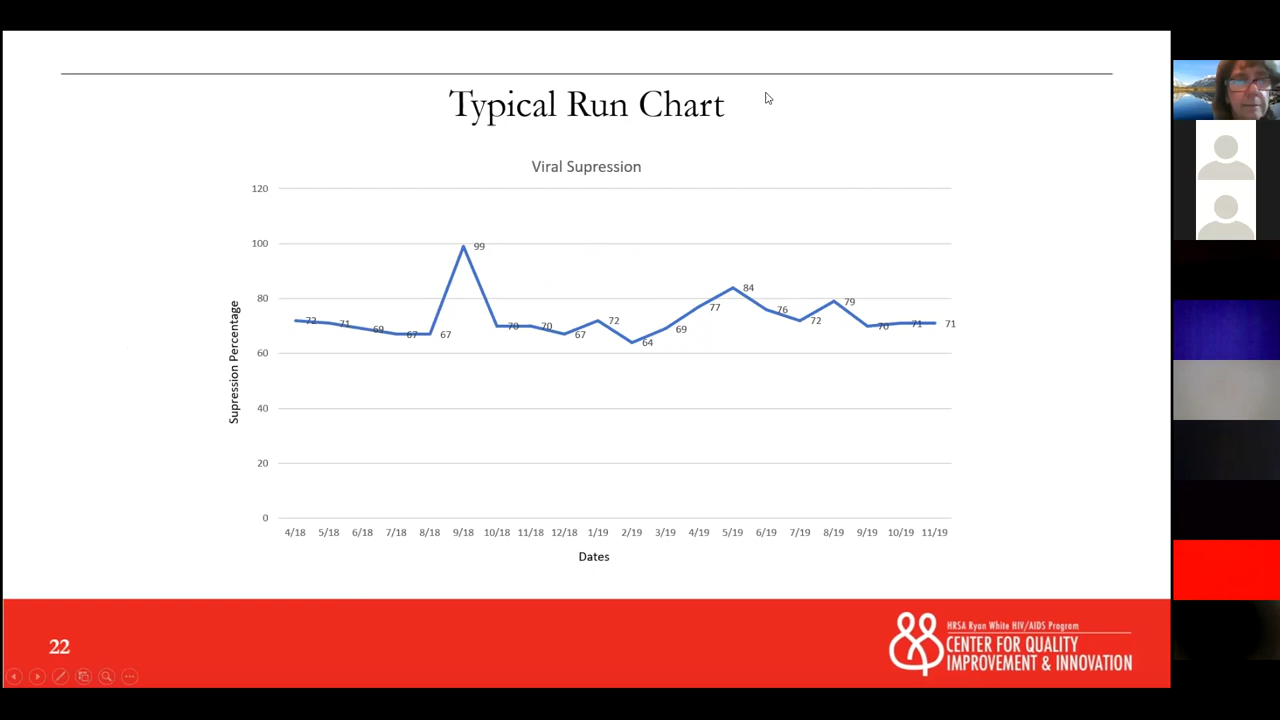 Typical Run Chart
Viral Supression
120
100
80
60
40
20
0
Supression Percentage
72 71 69 67 67 99 70 70 67 72 64 69 77 84 76 72 79 70 71 71
4/18 5/18 6/18 7/18 8/18 9/18 10/18 11/18 12/18 1/19 2/19 3/19 4/19 5/19 6/19 7/19 8/19 9/19 10/19 11/19
Dates
22
HRSA Ryan White HIV/AIDS Program
CENTER FOR QUALITY
IMPROVEMENT & INNOVATION